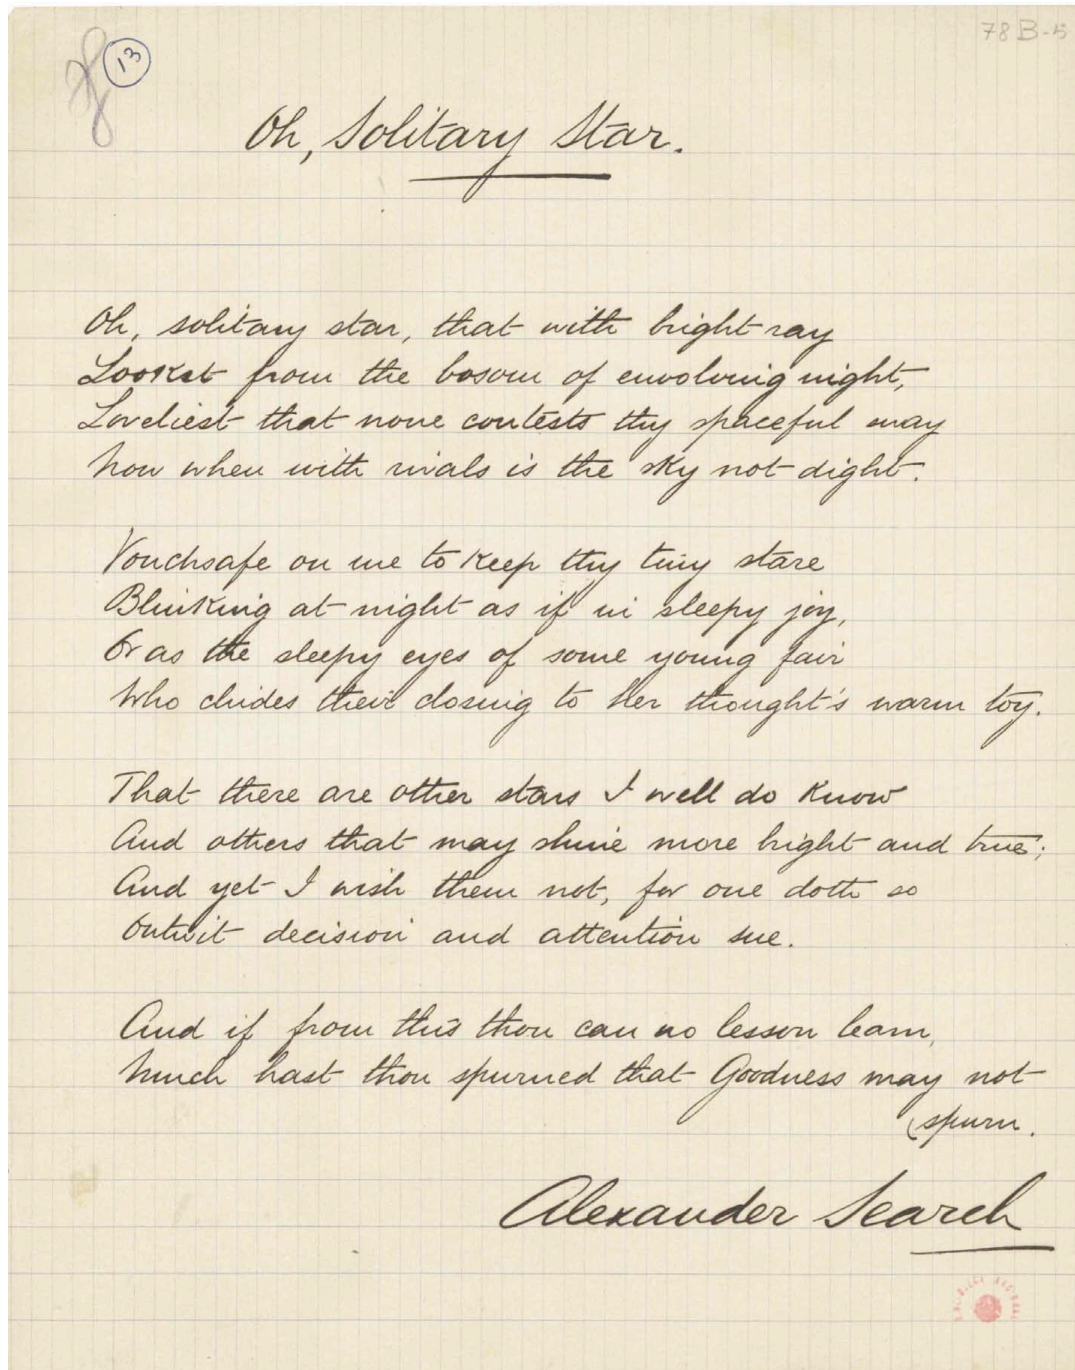 78B-5
13
Oh, Solitary Star.
Oh, solitary star, that with bright ray
Lookst from the bosom of envolving night,
Loveliest that none contests thy spaceful way
Now when with rivals is the sky not dight.
Vouchsafe on me to keep thy tiny stare
Blinking at night as if in sleepy joy,
Or as the sleepy eyes of some young fair
Who chides their closing to her thought's warm toy.
That there are other stars I well do know
And others that may shine more bright and true;
And yet I wish them not, for one doth so
Outwit decision and attention sue.
And if from this thou can no lesson learn,
Much hast thou spurned that Goodness may not
(spurn.
Alexander Search